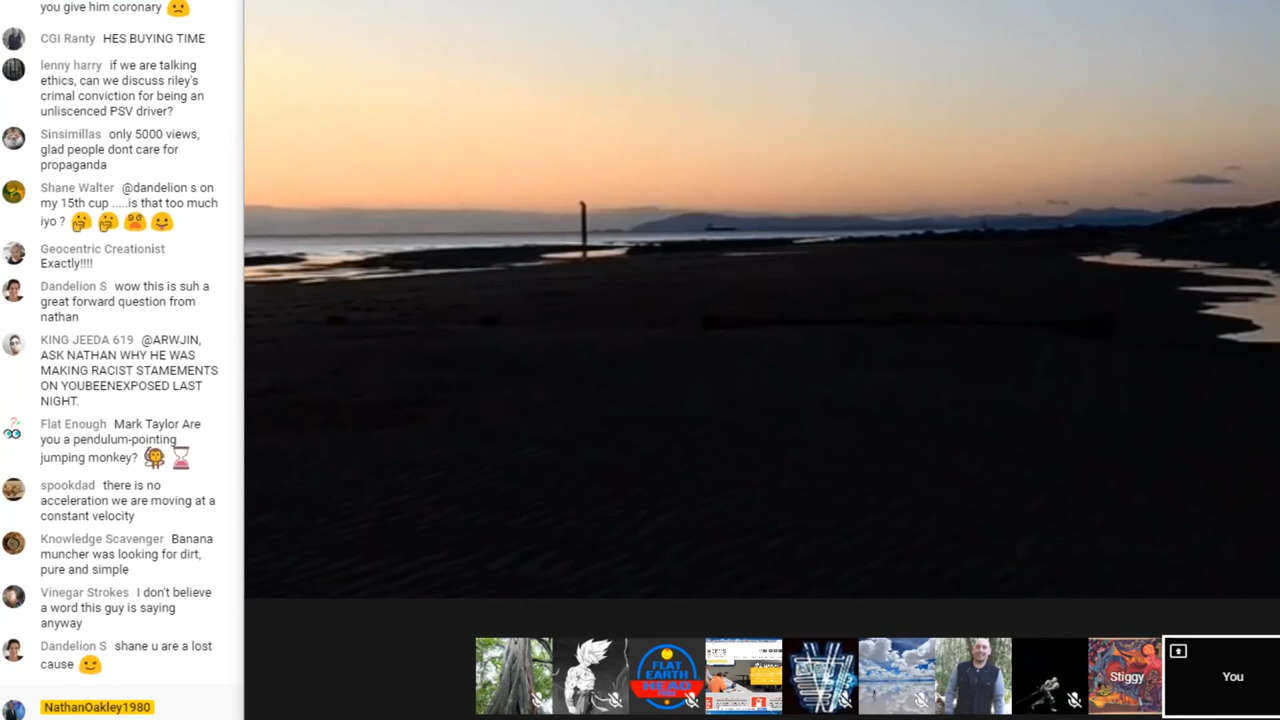 you give him coronary
CGI Ranty HES BUYING TIME
lenny harry if we are talking
ethics, can we discuss riley's
crimal conviction for being an
unliscenced PSV driver?
Sinsimillas only 5000 views,
glad people dont care for
propaganda
Shane Walter @dandelion s on
my 15th cup .....is that too much
iyo ?
Geocentric Creationist
Exactly!!!!
Dandelion S wow this is suh a
great forward question from
nathan
KING JEEDA 619 @ARWJIN,
ASK NATHAN WHY HE WAS
MAKING RACIST STAMEMENTS
ON YOUBEENEXPOSED LAST
NIGHT.
Flat Enough Mark Taylor Are
you a pendulum-pointing
jumping monkey?
spookdad there is no
acceleration we are moving at a
constant velocity
Knowledge Scavenger Banana
muncher was looking for dirt,
pure and simple
Vinegar Strokes I don't believe
a word this guy is saying
anyway
Dandelion S shane u are a lost
cause
NathanOakley1980
FLAT
EARTH
HEAD
Stiggy
You